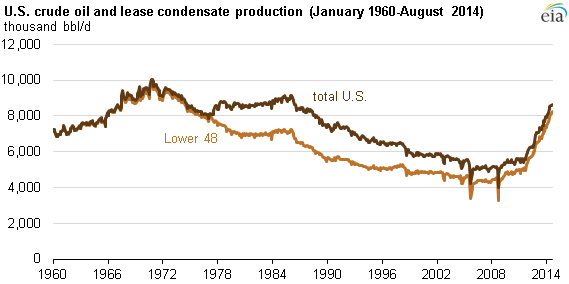 U.S. crude oil and lease condensate production (January 1960-August 2014)
thousand bbl/d
eia
12,000
10,000
8,000
6,000
4,000
2,000
0
total U.S.
Lower 48
1960 1966 1972 1978 1984 1990 1996 2002 2008 2014